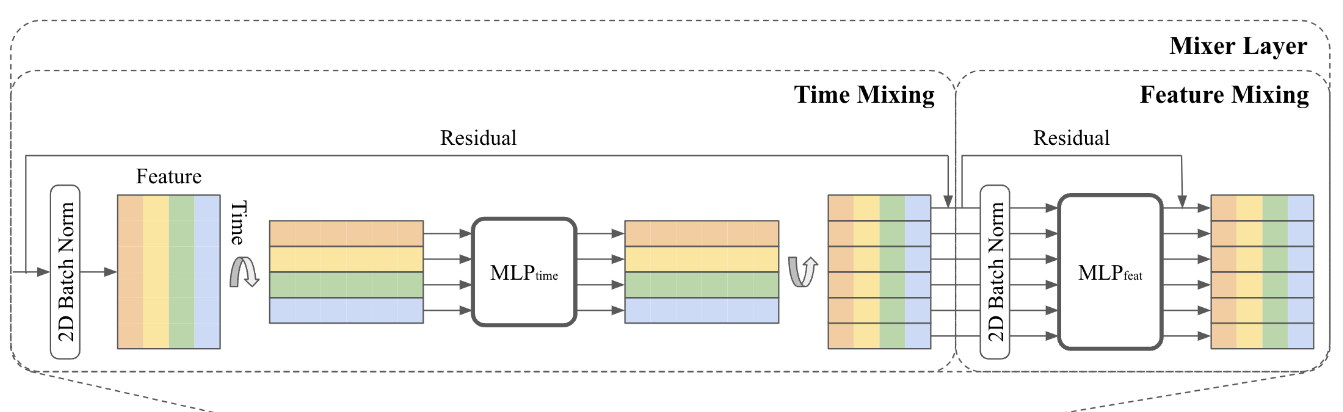 Mixer Layer
Time Mixing
Feature Mixing
Residual
Residual
Feature
Time
2D Batch Norm
MLPtime
2D Batch Norm
MLPfeat